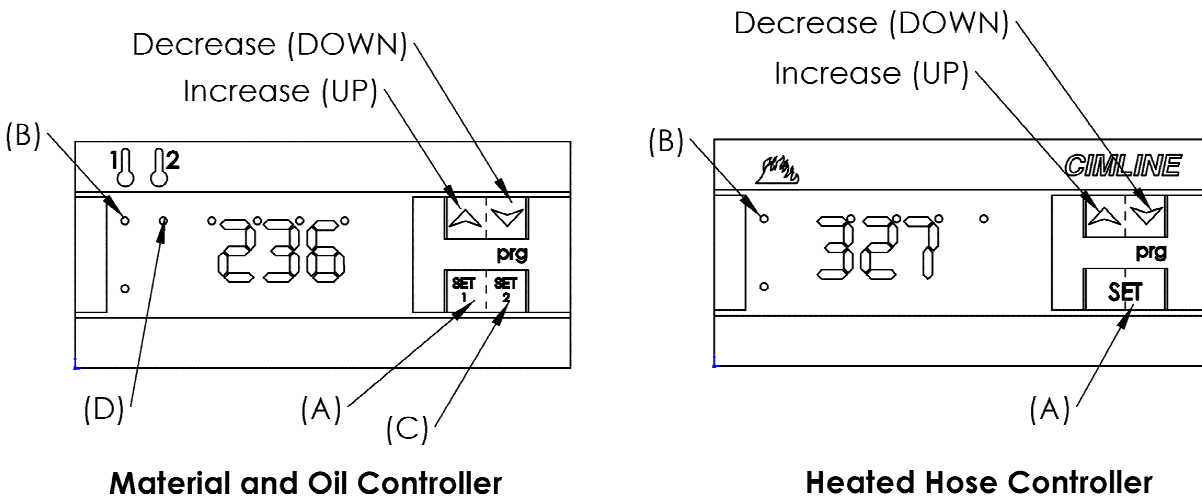 Decrease (DOWN)
Increase (UP)
(B)
1 2
236
prg
SET 1
SET 2
(D)
(A)
(C)
Material and Oil Controller
Decrease (DOWN)
Increase (UP)
(B)
CIMLINE
327
prg
SET
(A)
Heated Hose Controller